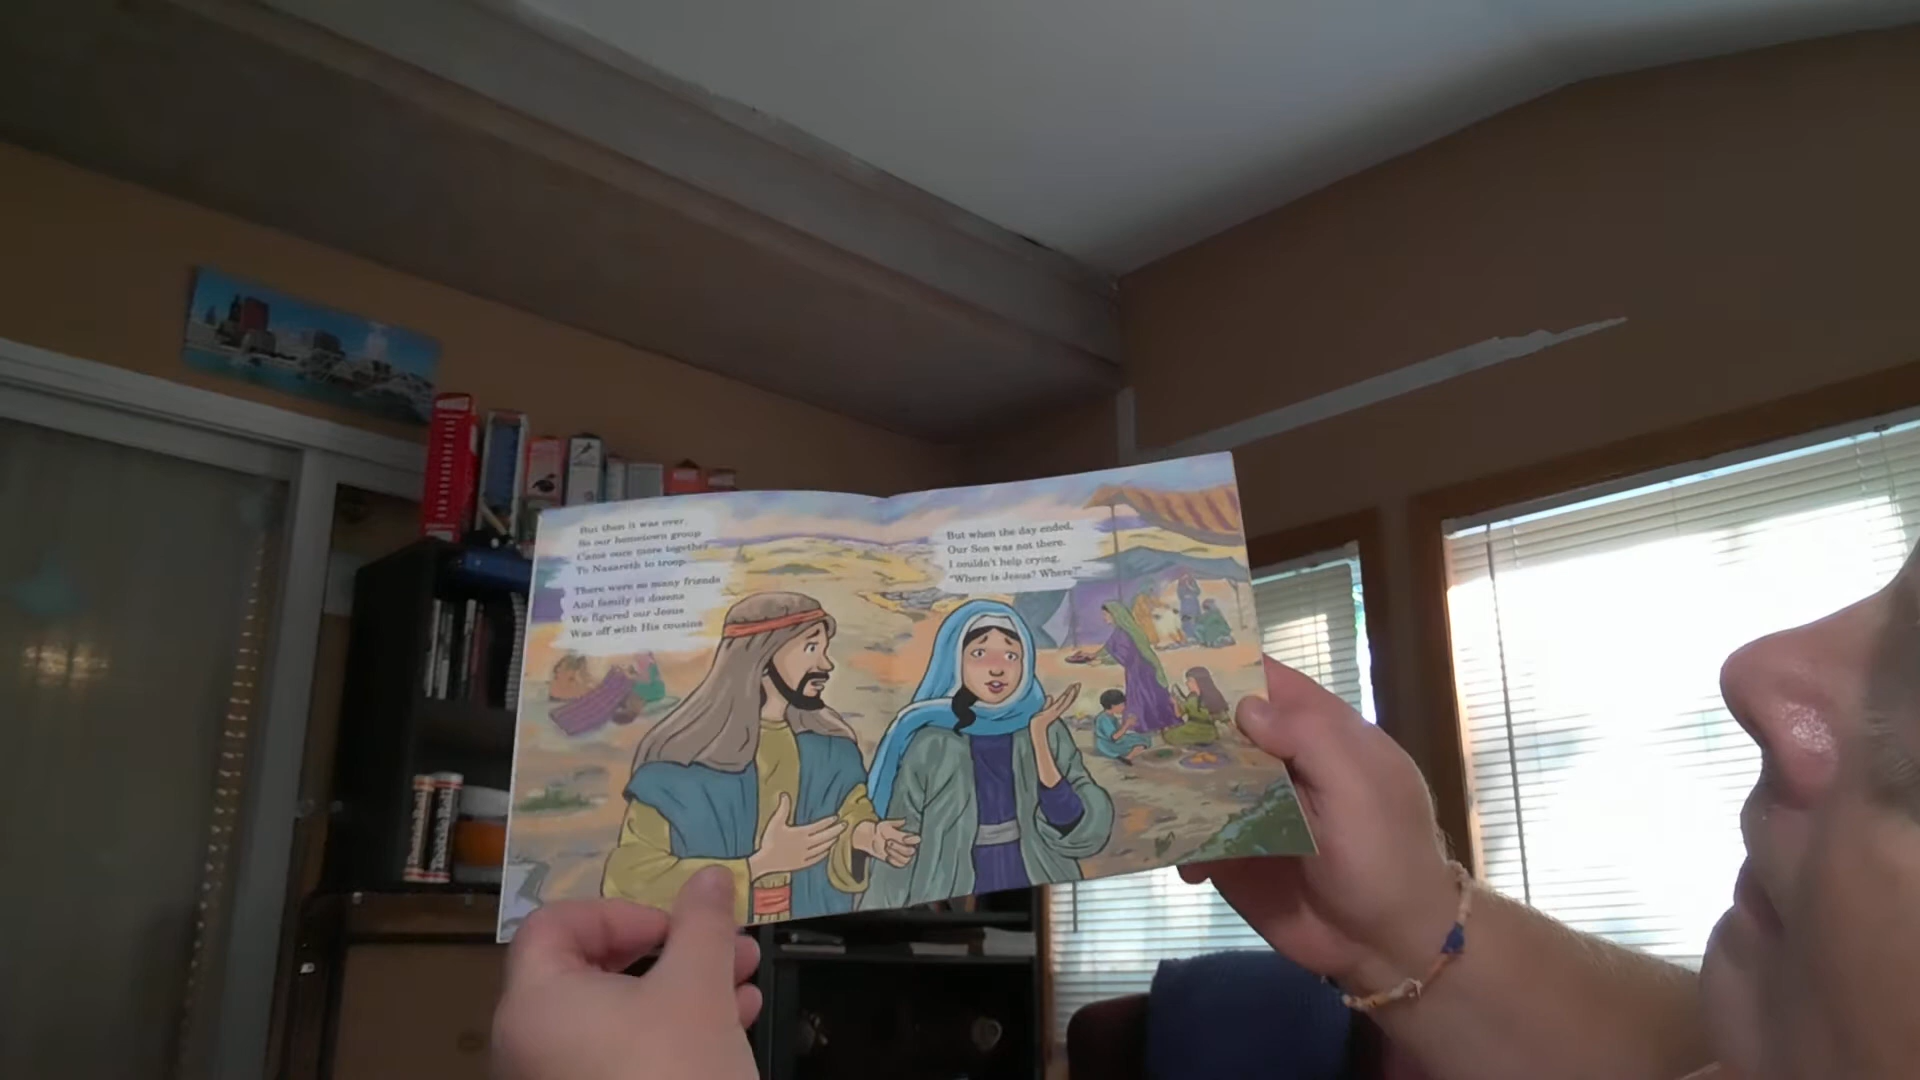 But then it was over,
So our hometown group
Came once more together
To Nazareth to troop.
There were so many friends
And family in dozens
We figured our Jesus
Was off with His cousins
But when the day ended,
Our Son was not there.
I couldn't help crying,
"Where is Jesus? Where?"